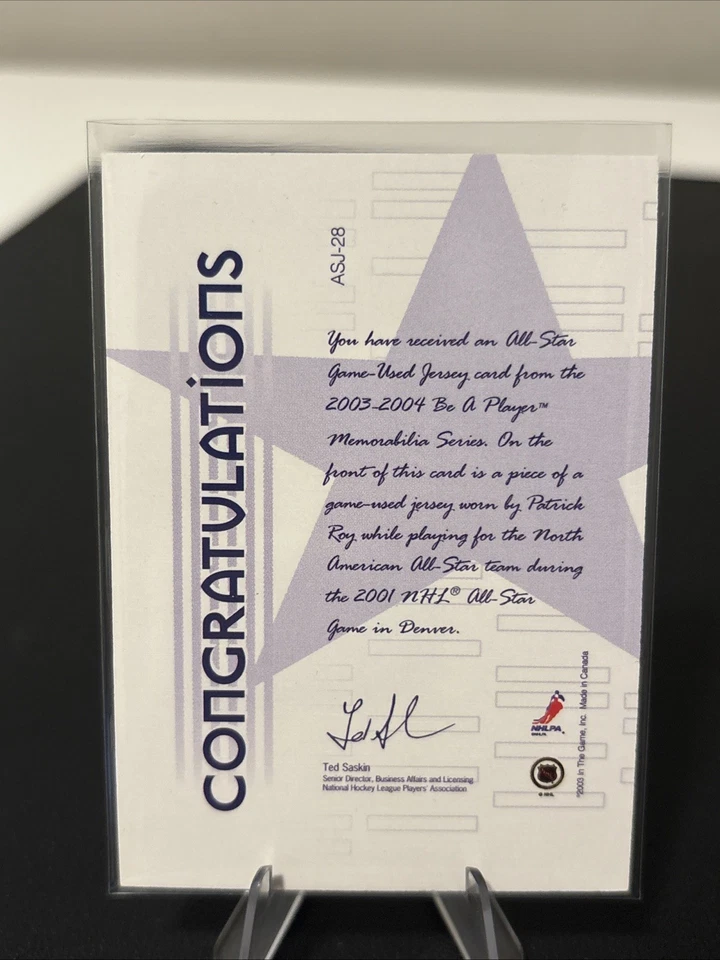 CONGRATULATIONS
ASJ-28
You have received an All-Star
Game-Used Jersey card from the
2003-2004 Be A Player™
Memorabilia Series. On the
front of this card is a piece of a
game-used jersey worn by Patrick
Roy while playing for the North
American All-Star team during
the 2001 NHL® All-Star
Game in Denver.
Ted Saskin
Senior Director, Business Affairs and Licensing
National Hockey League Players' Association
NHLPA
©2003 In The Game, Inc. Made in Canada